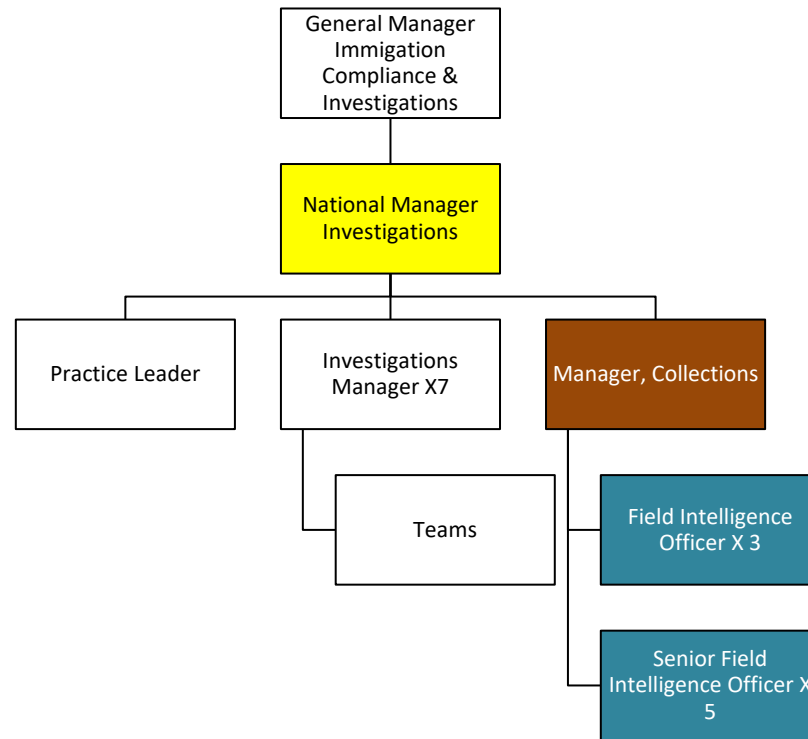 General Manager
Immigation
Compliance &
Investigations
National Manager
Investigations
Practice Leader
Investigations
Manager X7
Manager, Collections
Teams
Field Intelligence
Officer X 3
Senior Field
Intelligence Officer X
5